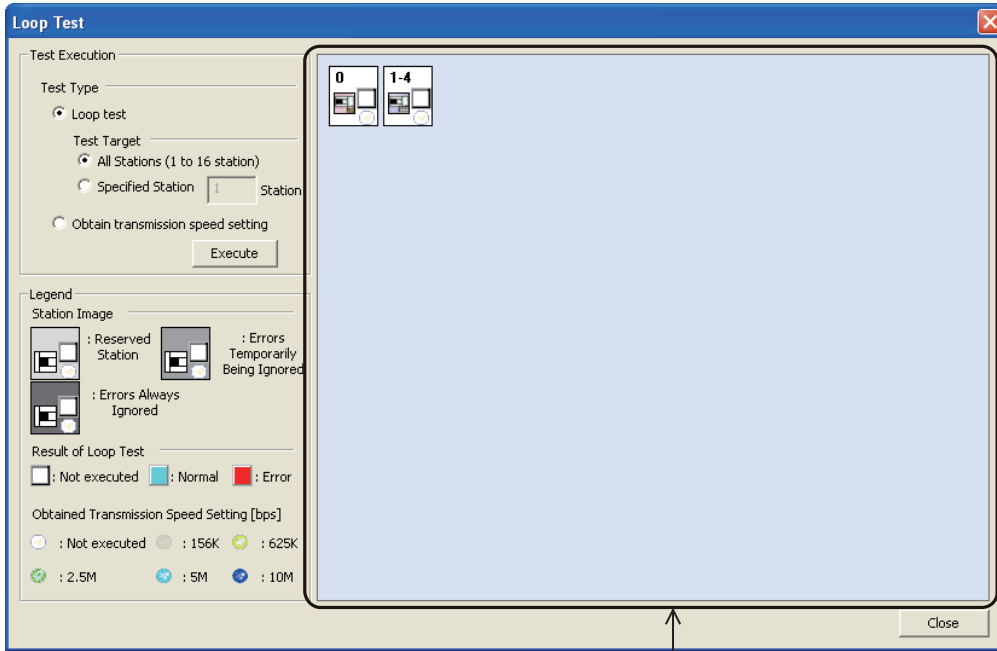 Loop Test
Test Execution
Test Type
Loop test
Test Target
All Stations (1 to 16 station)
Specified Station 1 Station
Obtain transmission speed setting
Execute
Legend
Station Image
: Reserved
Station
: Errors
Temporarily
Being Ignored
: Errors Always
Ignored
Result of Loop Test
: Not executed : Normal : Error
Obtained Transmission Speed Setting [bps]
: Not executed : 156K : 625K
: 2.5M : 5M : 10M
0 1-4
Close